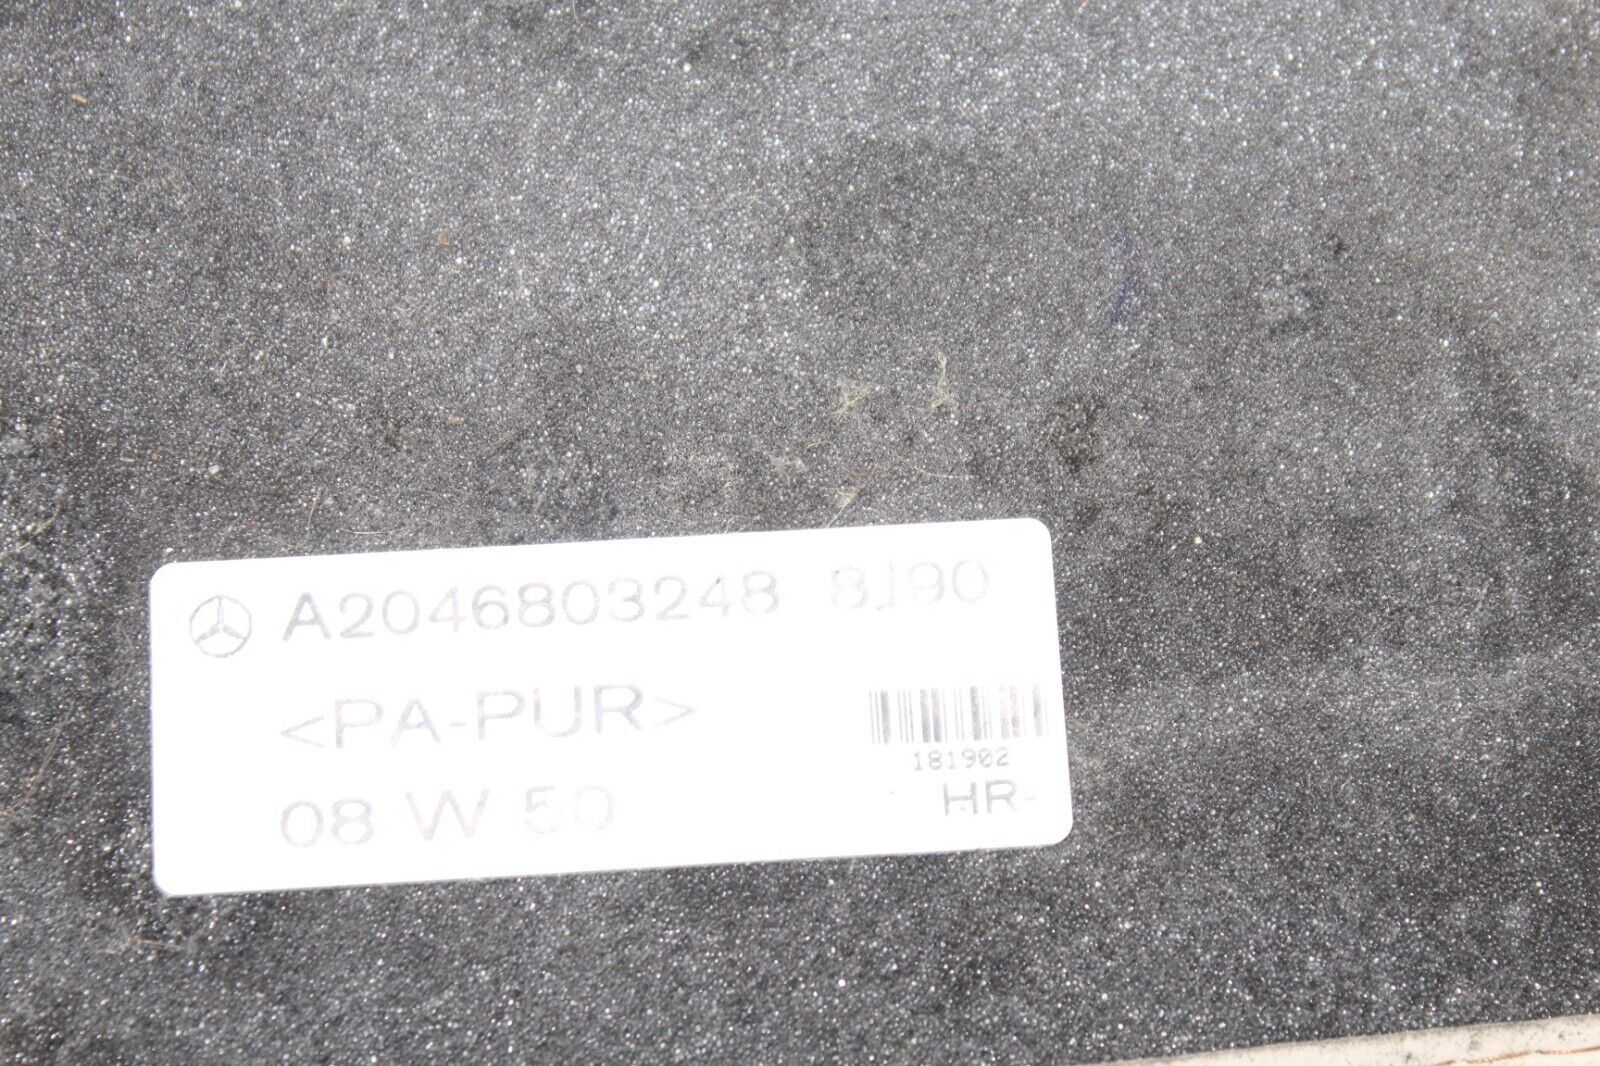 A2046803248 8J90
<PA-PUR>
181902
08 W 50
HR-